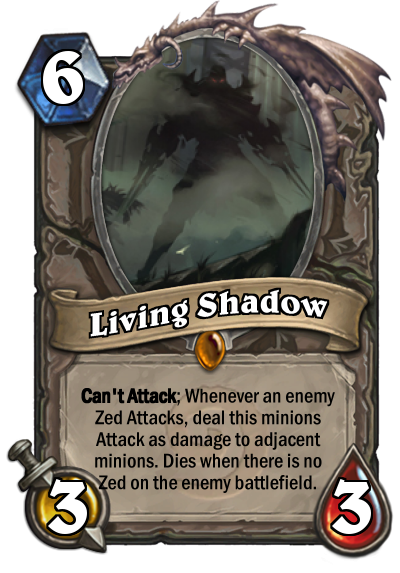 6
Living Shadow
Can't Attack; Whenever an enemy
Zed Attacks, deal this minions
Attack as damage to adjacent
minions. Dies when there is no
Zed on the enemy battlefield.
3
3